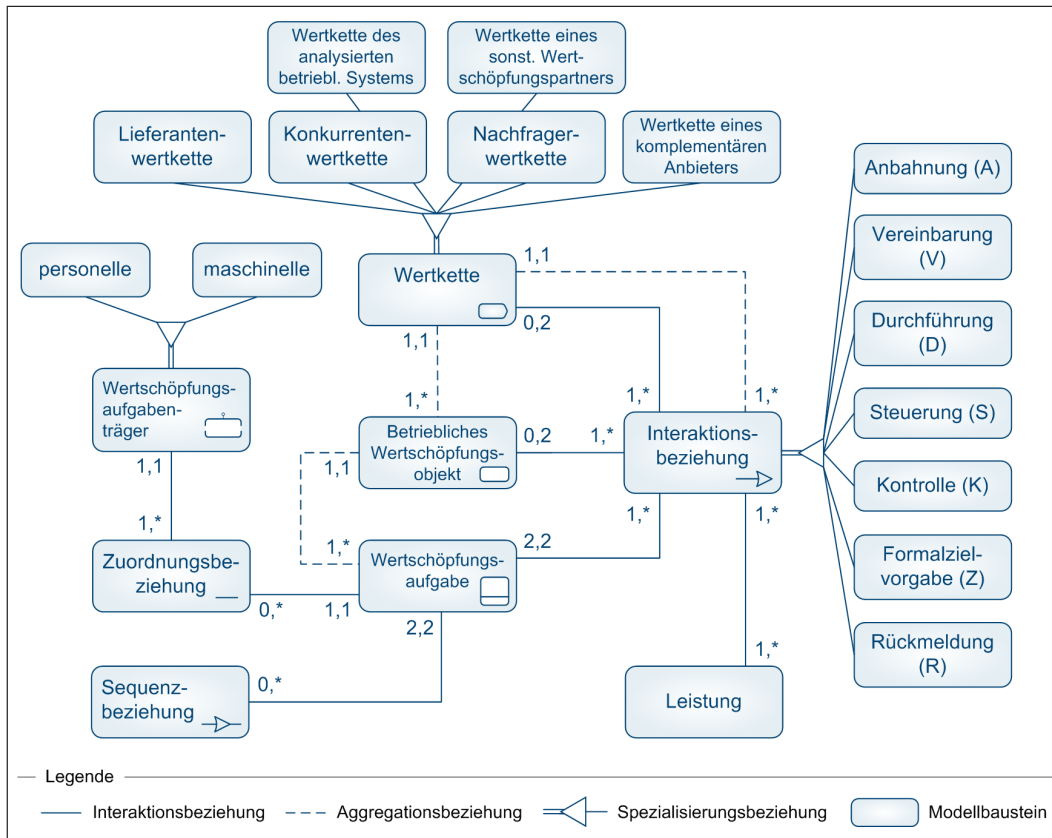 Wertkette des
analysierten
betriebl. Systems
Wertkette eines
sonst. Wert-
schöpfungspartners
Lieferanten-
wertkette
Konkurrenten-
wertkette
Nachfrager-
wertkette
Wertkette eines
komplementären
Anbieters
personelle
maschinelle
Wertkette
1,1
0,2
1,1
1,*
1,*
1,*
Wertschöpfungs-
aufgaben-
träger
1,1
1,*
Betriebliches
Wertschöpfungs-
objekt
0,2
1,*
1,1
1,*
Interaktions-
beziehung
1,*
1,*
Zuordnungsbe-
ziehung
0,*
1,1
Wertschöpfungs-
aufgabe
2,2
2,2
Sequenz-
beziehung
0,*
1,*
Leistung
Anbahnung (A)
Vereinbarung
(V)
Durchführung
(D)
Steuerung (S)
Kontrolle (K)
Formalziel-
vorgabe (Z)
Rückmeldung
(R)
Legende
Interaktionsbeziehung
Aggregationsbeziehung
Spezialisierungsbeziehung
Modellbaustein